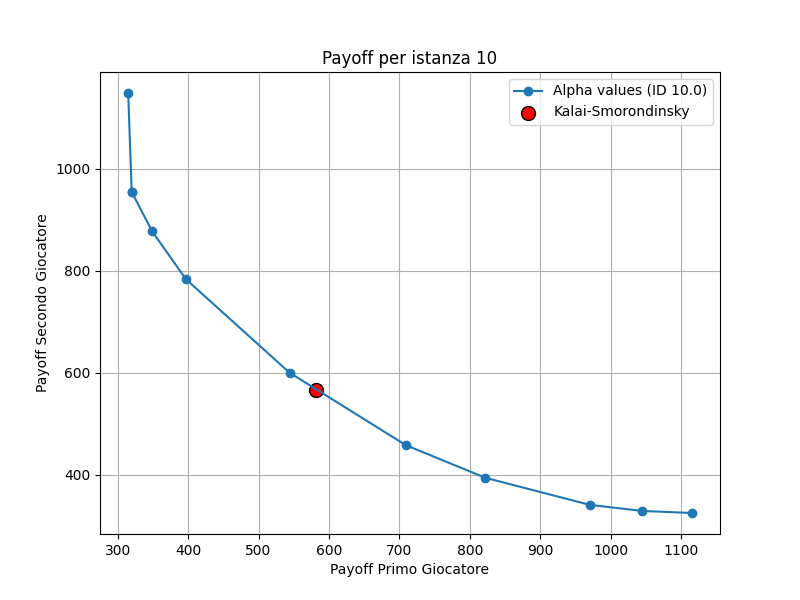 Payoff per istanza 10
Alpha values (ID 10.0)
Kalai-Smorondinsky
Payoff Secondo Giocatore
1000
800
600
400
300 400 500 600 700 800 900 1000 1100
Payoff Primo Giocatore